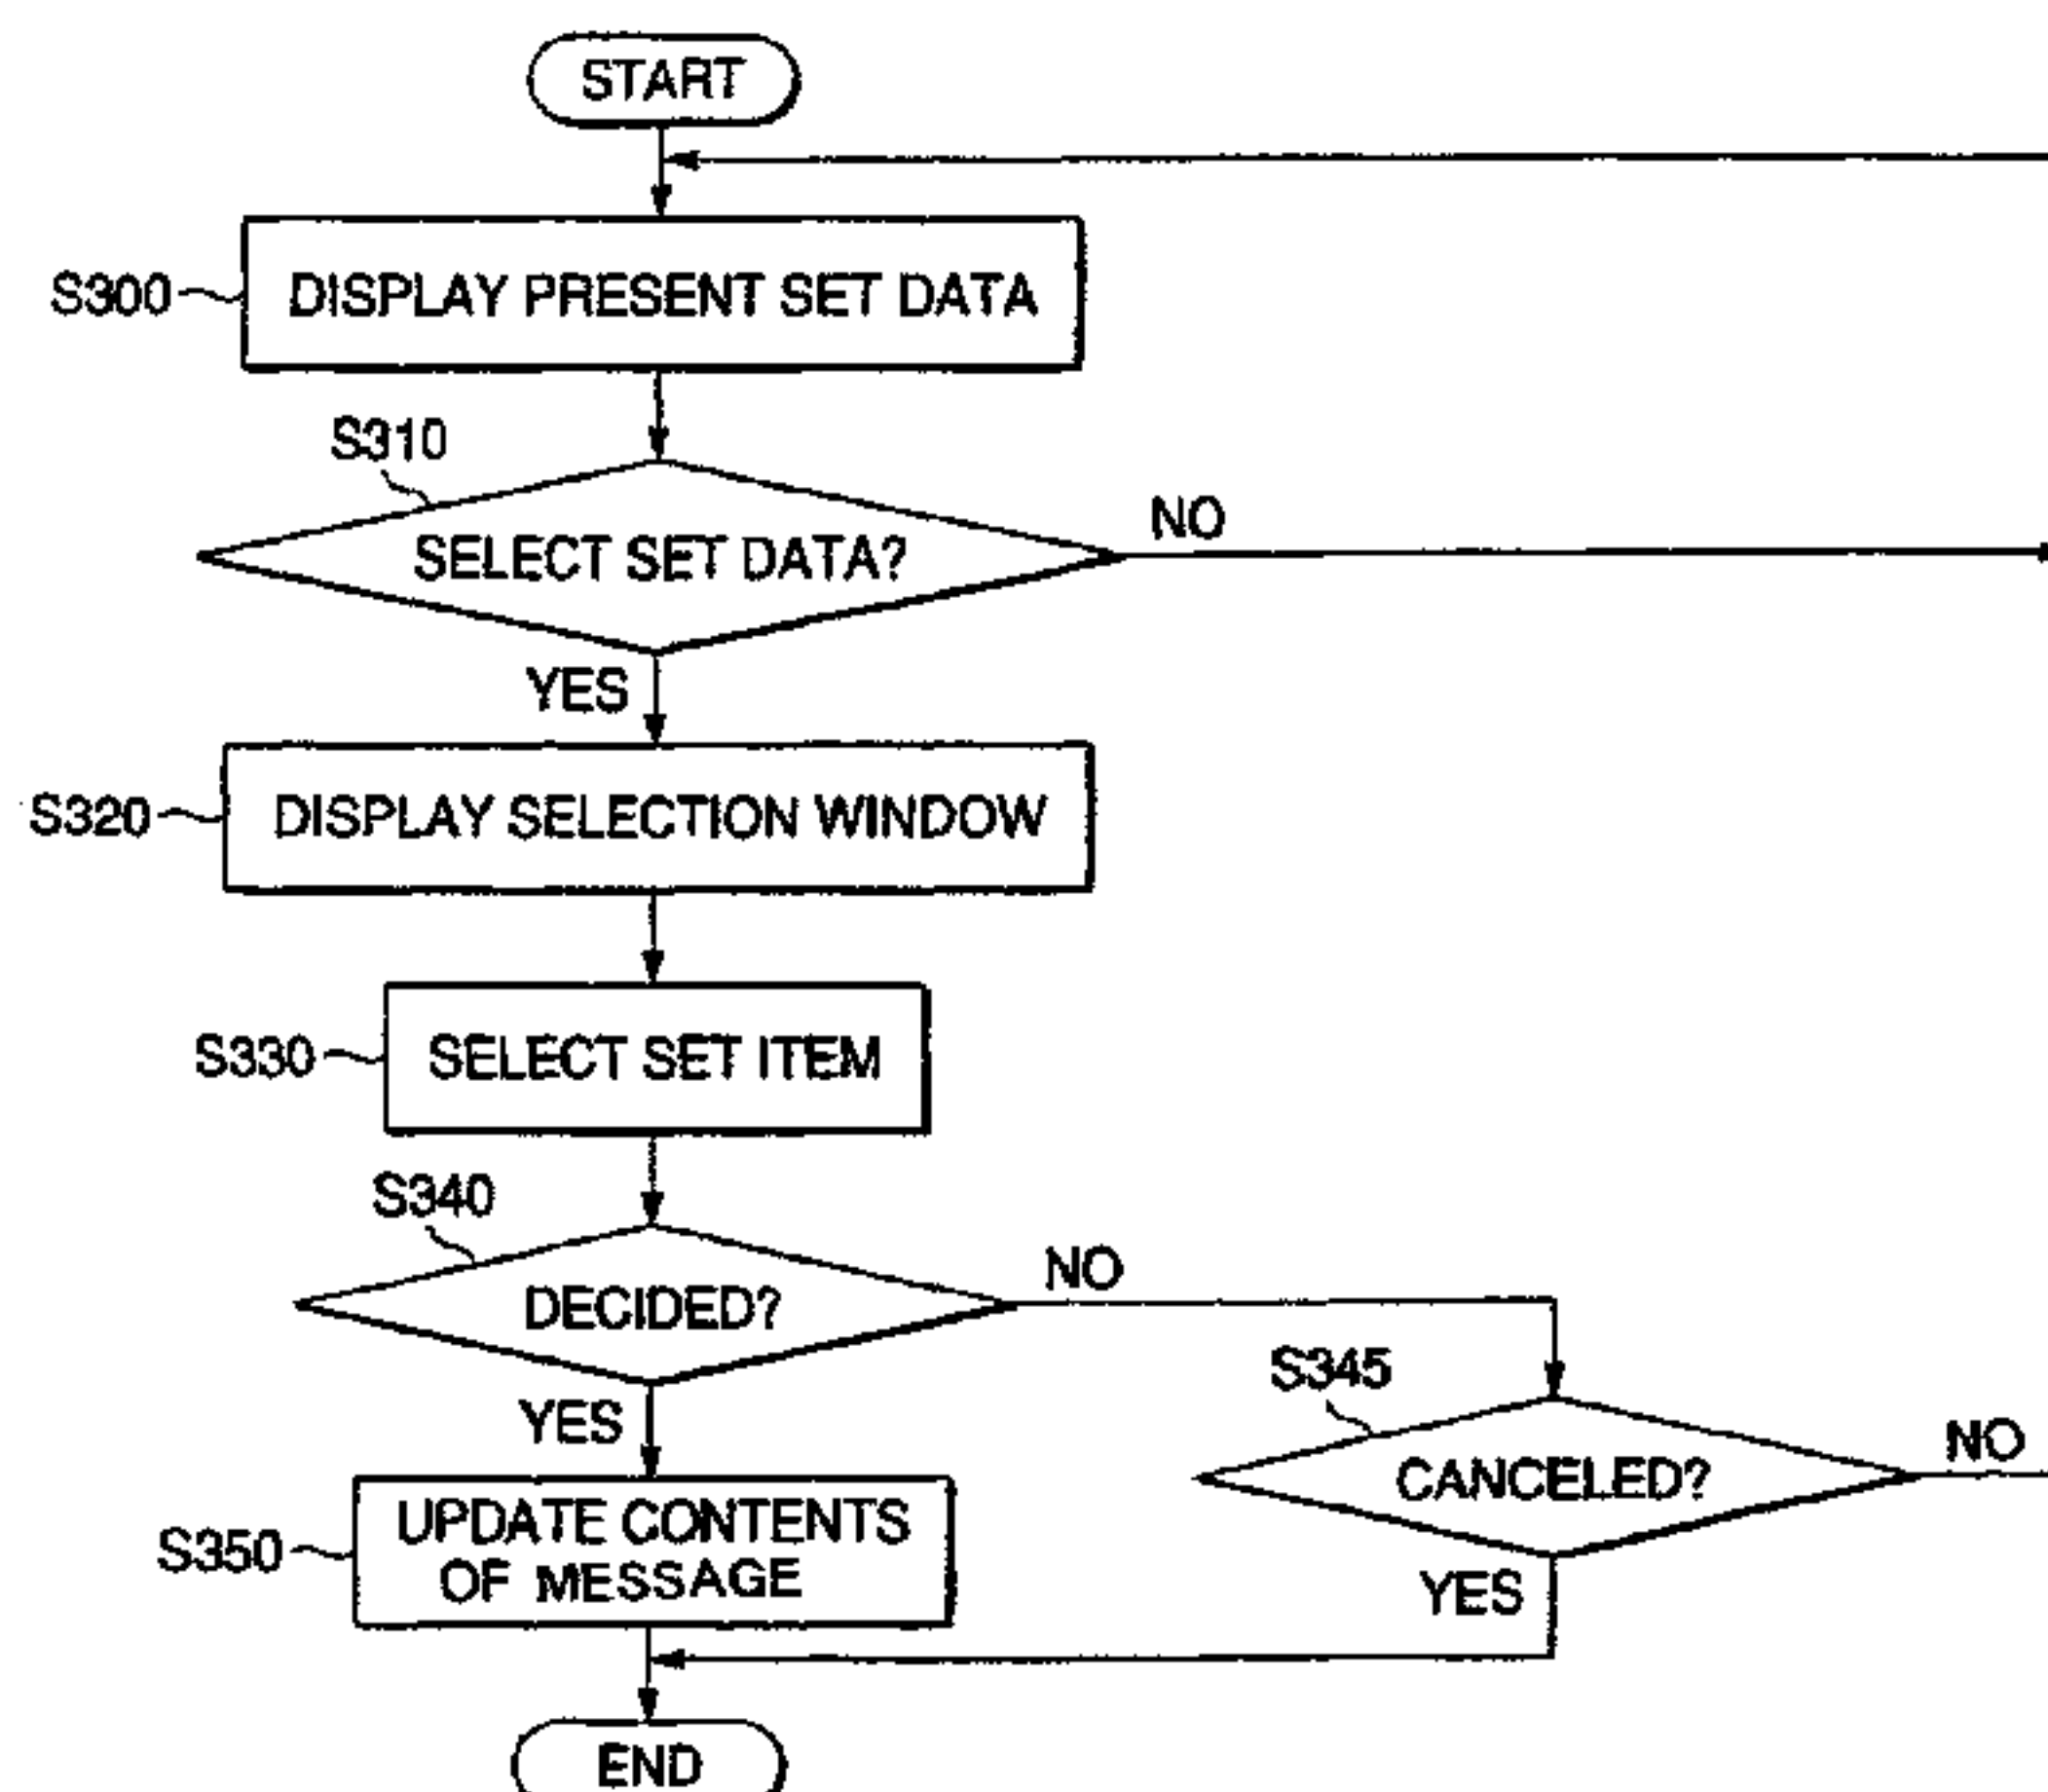 START
S300
DISPLAY PRESENT SET DATA
S310
SELECT SET DATA?
NO
YES
S320
DISPLAY SELECTION WINDOW
S330
SELECT SET ITEM
S340
DECIDED?
NO
YES
S345
CANCELED?
NO
YES
S350
UPDATE CONTENTS
OF MESSAGE
END